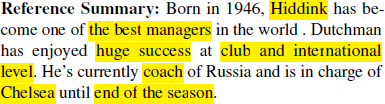 Reference Summary: Born in 1946, Hiddink has be-
come one of the best managers in the world . Dutchman
has enjoyed huge success at club and international
level. He's currently coach of Russia and is in charge of
Chelsea until end of the season.